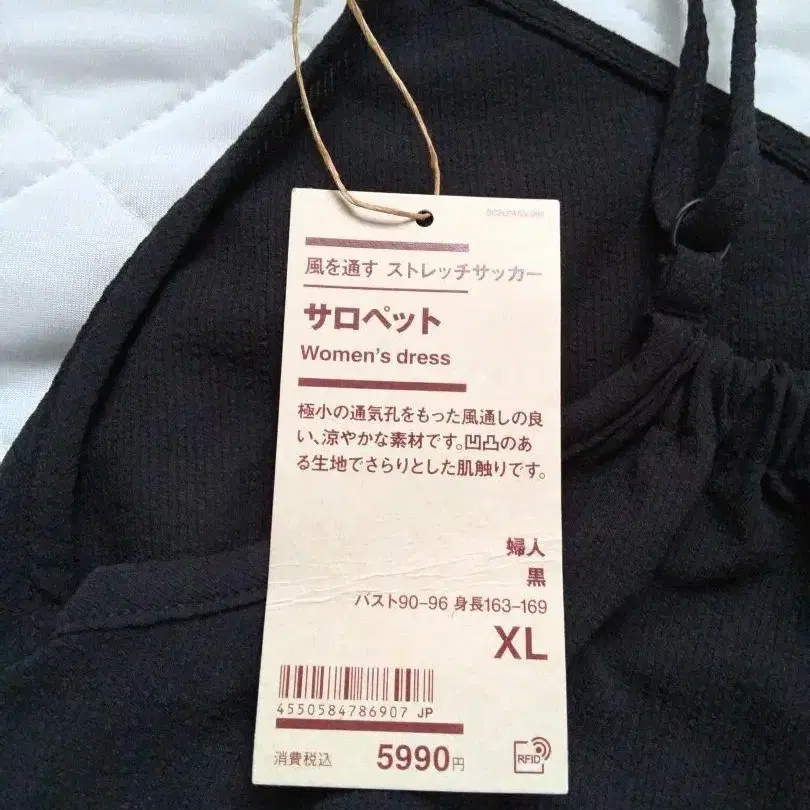 風を通す ストレッチサッカー
サロペット
Women's dress
極小の通気孔をもった風通しの良
い、涼やかな素材です。凹凸のあ
る生地でさらりとした肌触りです。
婦人
黒
バスト90-96 身長163-169
XL
4550584786907 JP
消費税込 5990円
RFID